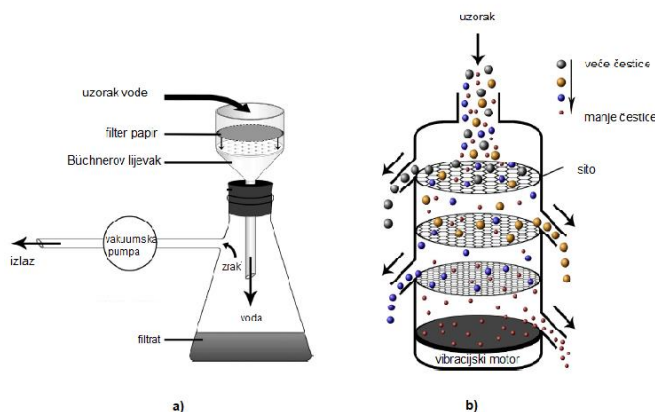 uzorak vode
filter papir
Büchnerov lijevak
vakuumska
pumpa
izlaz
zrak
voda
filtrat
a)
uzorak
veće čestice
manje čestice
sito
vibracijski motor
b)